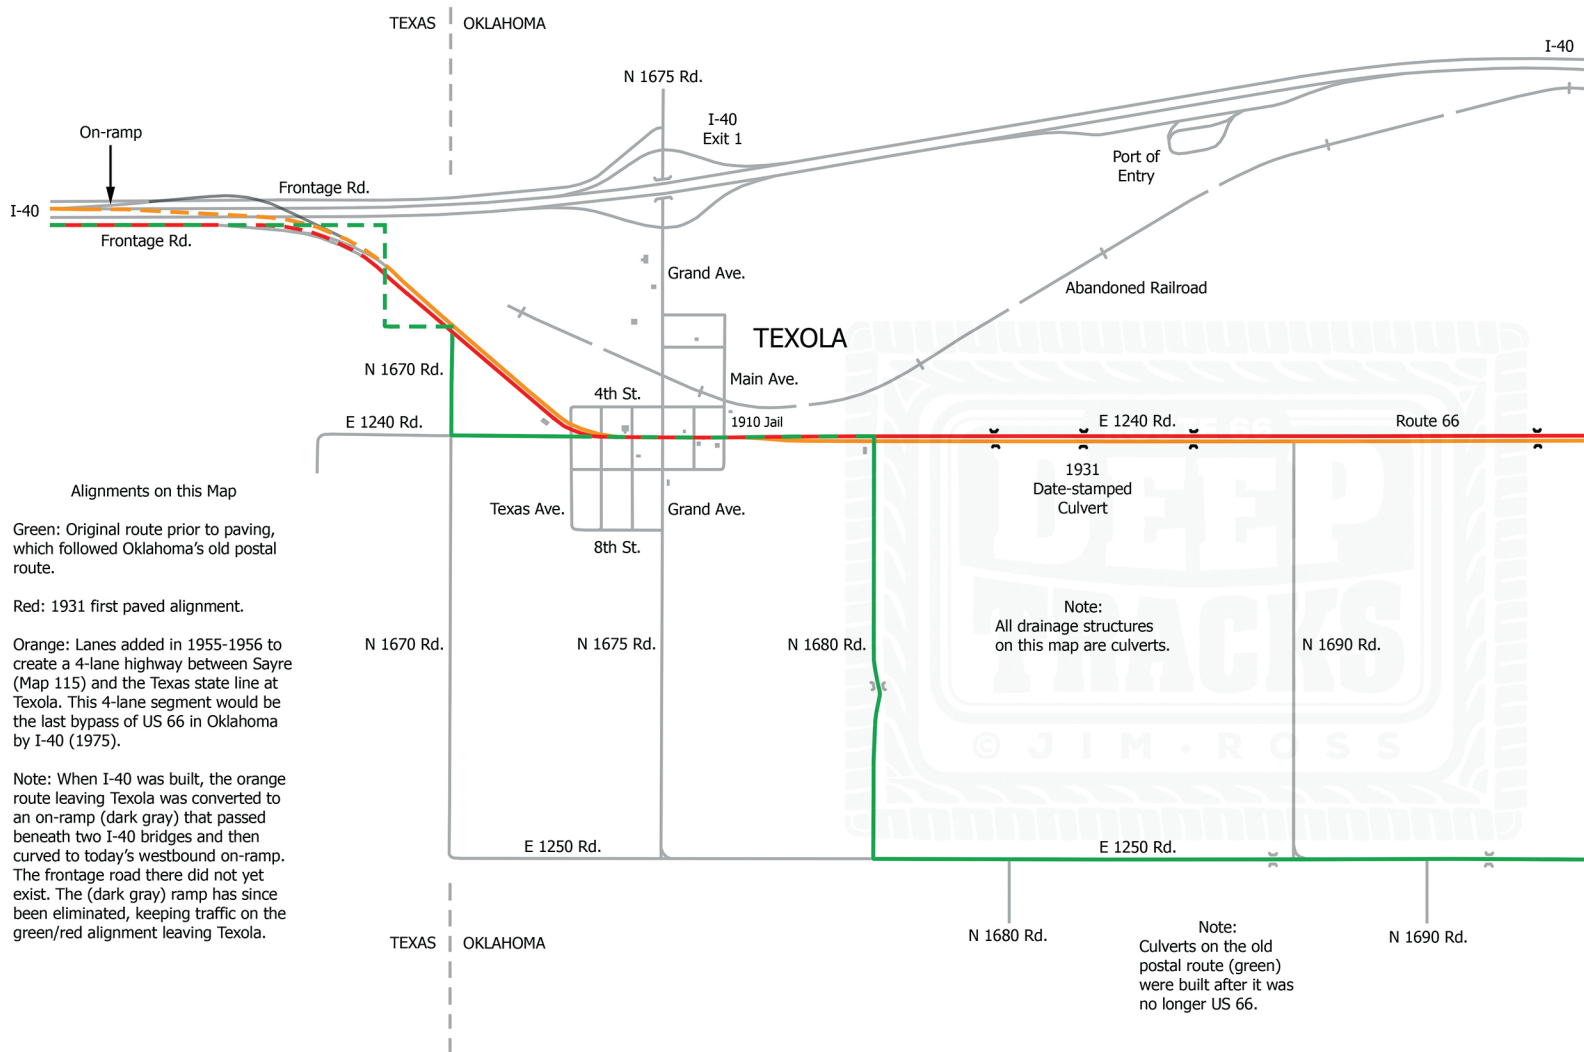 TEXAS
OKLAHOMA
I-40
N 1675 Rd.
I-40
Exit 1
On-ramp
Port of
Entry
Frontage Rd.
I-40
Frontage Rd.
Grand Ave.
Abandoned Railroad
TEXOLA
N 1670 Rd.
Main Ave.
4th St.
E 1240 Rd.
1910 Jail
E 1240 Rd.
Route 66
1931
Date-stamped
Culvert
Alignments on this Map
Texas Ave.
Grand Ave.
8th St.
Green: Original route prior to paving,
which followed Oklahoma's old postal
route.
Red: 1931 first paved alignment.
Orange: Lanes added in 1955-1956 to
create a 4-lane highway between Sayre
(Map 115) and the Texas state line at
Texola. This 4-lane segment would be
the last bypass of US 66 in Oklahoma
by I-40 (1975).
Note: When I-40 was built, the orange
route leaving Texola was converted to
an on-ramp (dark gray) that passed
beneath two I-40 bridges and then
curved to today's westbound on-ramp.
The frontage road there did not yet
exist. The (dark gray) ramp has since
been eliminated, keeping traffic on the
green/red alignment leaving Texola.
Note:
All drainage structures
on this map are culverts.
N 1670 Rd.
N 1675 Rd.
N 1680 Rd.
N 1690 Rd.
DEEP
TRACKS
© JIM · ROSS
E 1250 Rd.
E 1250 Rd.
TEXAS
OKLAHOMA
N 1680 Rd.
N 1690 Rd.
Note:
Culverts on the old
postal route (green)
were built after it was
no longer US 66.